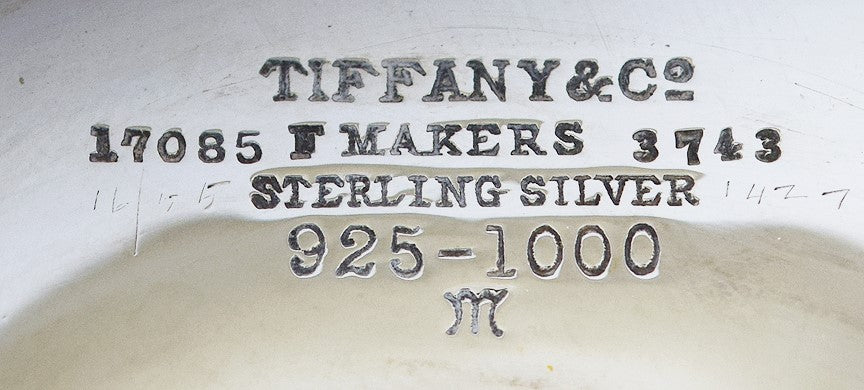 TIFFANY & Cº
17085 F MAKERS 3743
STERLING SILVER
925-1000
M